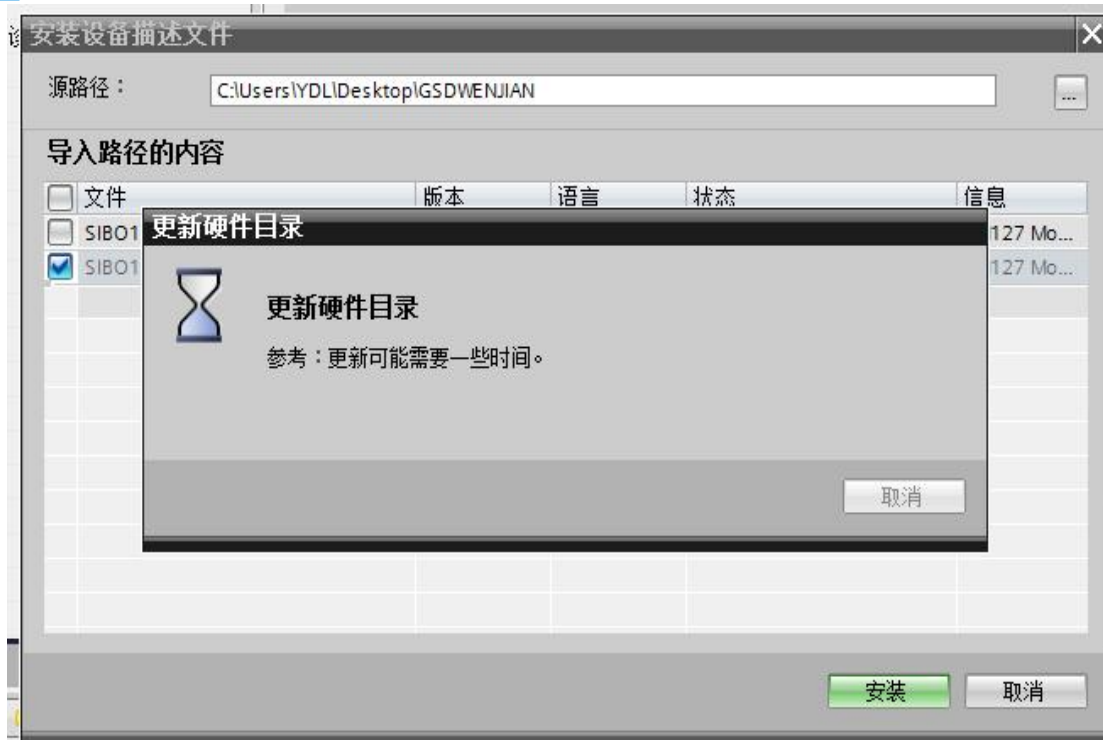 安装设备描述文件
源路径：
C:\Users\YDL\Desktop\GSDWENJIAN
...
导入路径的内容
文件 版本 语言 状态 信息
SIBO1 127 Mo...
SIBO1 127 Mo...
更新硬件目录
更新硬件目录
参考：更新可能需要一些时间。
取消
安装 取消